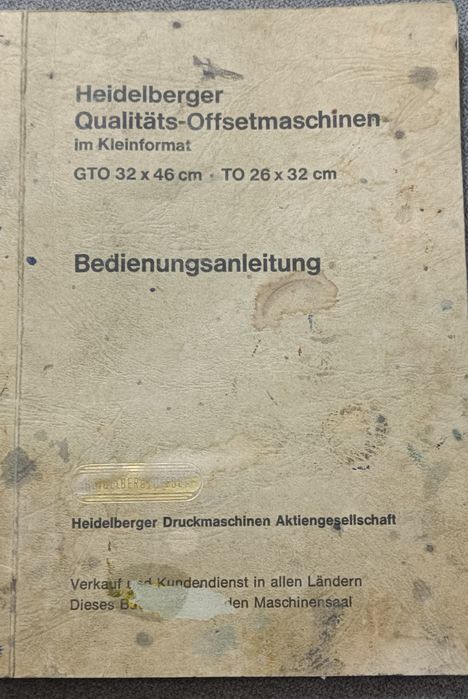 Heidelberger
Qualitäts-Offsetmaschinen
im Kleinformat
GTO 32 x 46 cm · TO 26 x 32 cm
Bedienungsanleitung
Heidelberger Druckmaschinen Aktiengesellschaft
Verkauf und Kundendienst in allen Ländern
Dieses den Maschinensaal